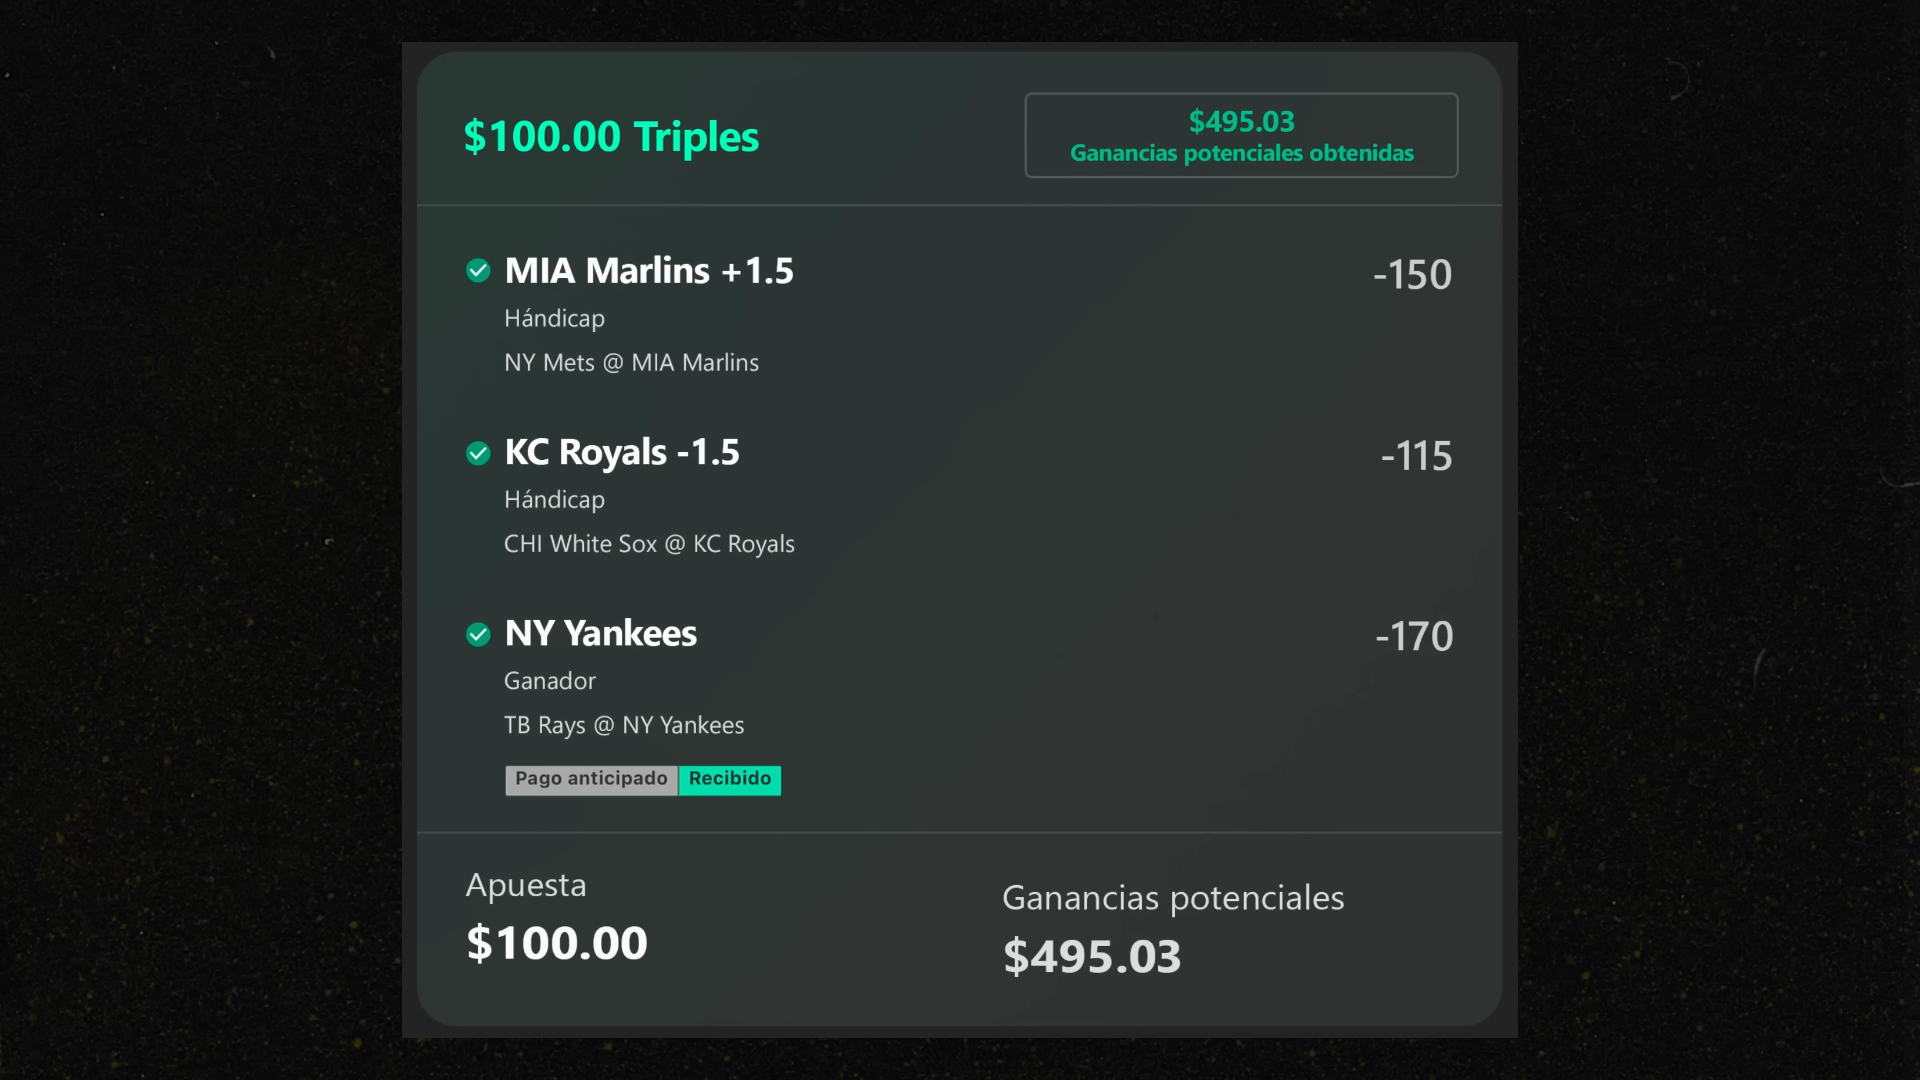 $100.00 Triples
$495.03
Ganancias potenciales obtenidas
MIA Marlins +1.5
-150
Hándicap
NY Mets @ MIA Marlins
KC Royals -1.5
-115
Hándicap
CHI White Sox @ KC Royals
NY Yankees
-170
Ganador
TB Rays @ NY Yankees
Pago anticipado Recibido
Apuesta
$100.00
Ganancias potenciales
$495.03